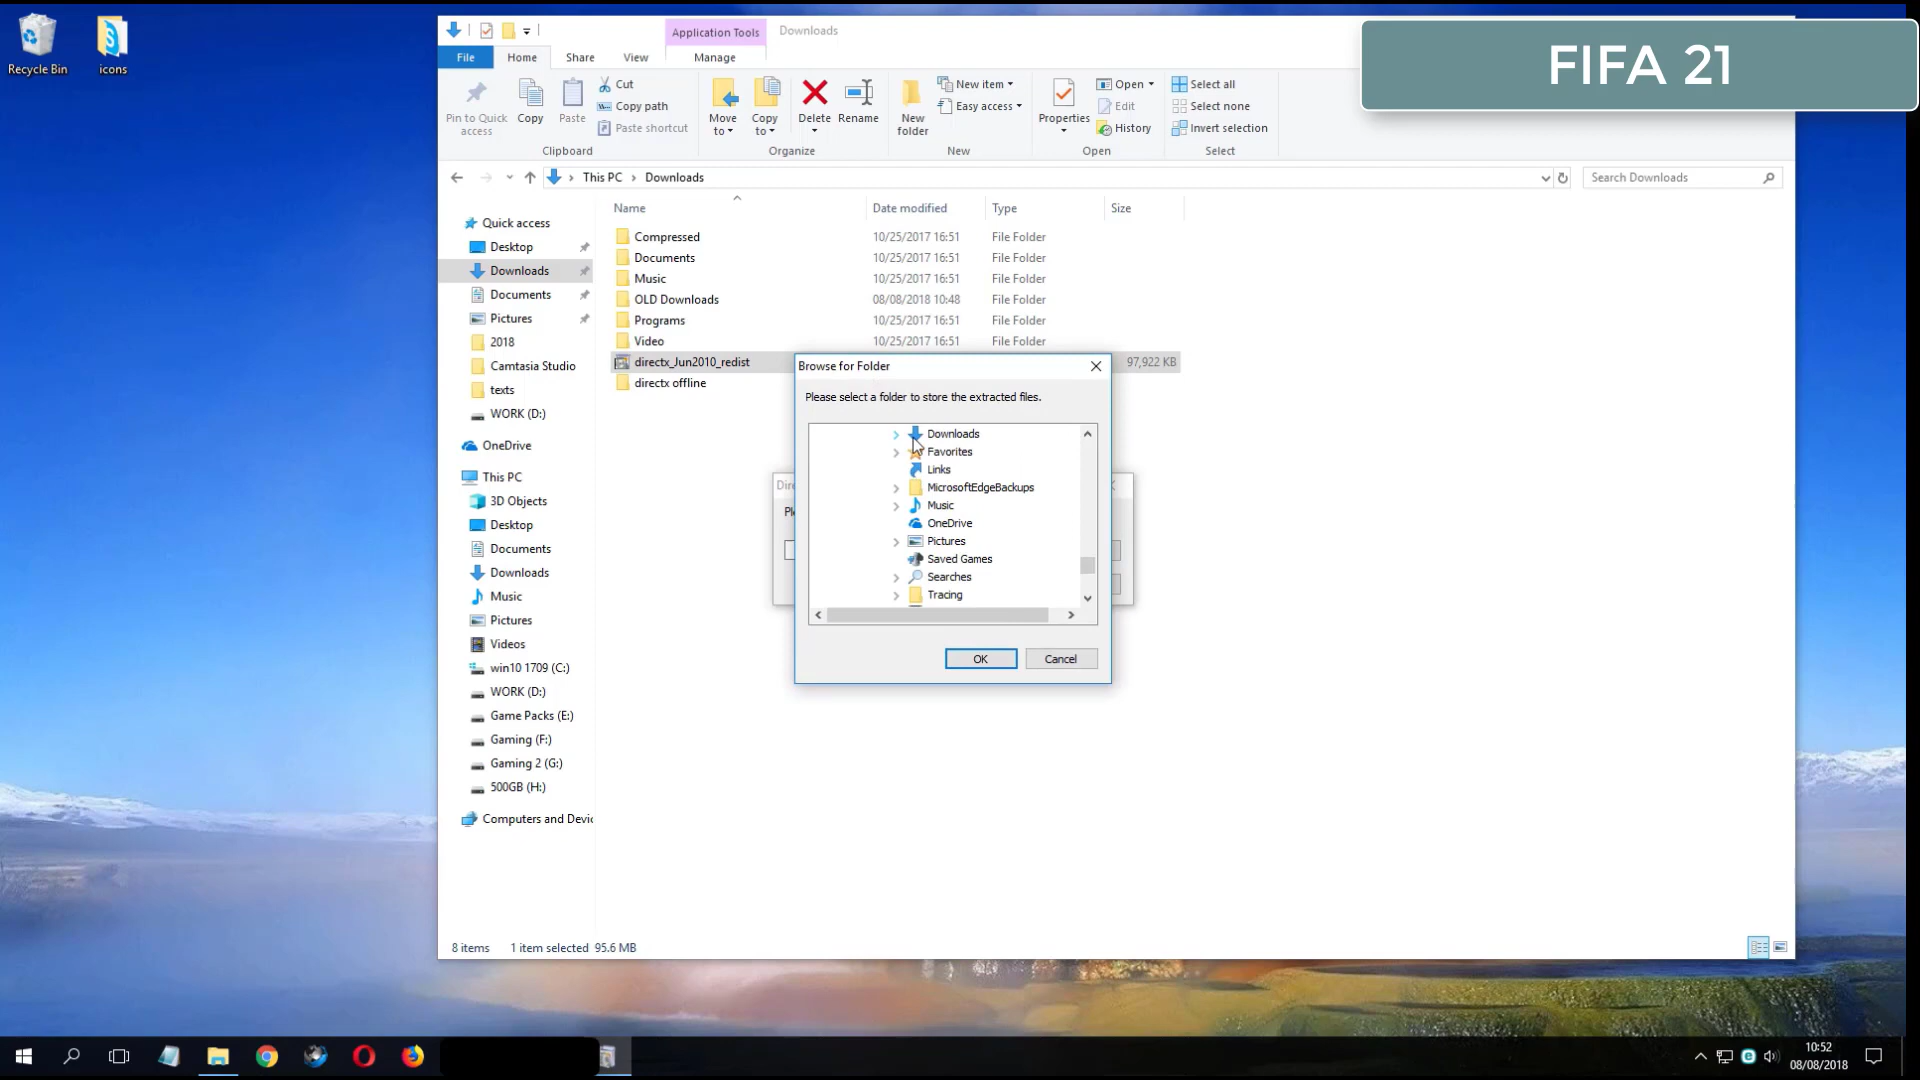 Recycle Bin
icons
Application Tools
Downloads
FIFA 21
File
Home
Share
View
Manage
Pin to Quick access
Copy
Paste
Cut
Copy path
Paste shortcut
Move to
Copy to
Delete
Rename
New folder
New item
Easy access
Properties
Open
Edit
History
Select all
Select none
Invert selection
Clipboard
Organize
New
Open
Select
This PC
Downloads
Search Downloads
Name
Date modified
Type
Size
Quick access
Desktop
Downloads
Documents
Pictures
2018
Camtasia Studio
texts
WORK (D:)
OneDrive
This PC
3D Objects
Desktop
Documents
Downloads
Music
Pictures
Videos
win10 1709 (C:)
WORK (D:)
Game Packs (E:)
Gaming (F:)
Gaming 2 (G:)
500GB (H:)
Computers and Devic
Compressed 10/25/2017 16:51 File Folder
Documents 10/25/2017 16:51 File Folder
Music 10/25/2017 16:51 File Folder
OLD Downloads 08/08/2018 10:48 File Folder
Programs 10/25/2017 16:51 File Folder
Video 10/25/2017 16:51 File Folder
directx_Jun2010_redist 97,922 KB
directx offline
Browse for Folder
Please select a folder to store the extracted files.
Downloads
Favorites
Links
MicrosoftEdgeBackups
Music
OneDrive
Pictures
Saved Games
Searches
Tracing
OK
Cancel
8 items
1 item selected 95.6 MB
10:52
08/08/2018